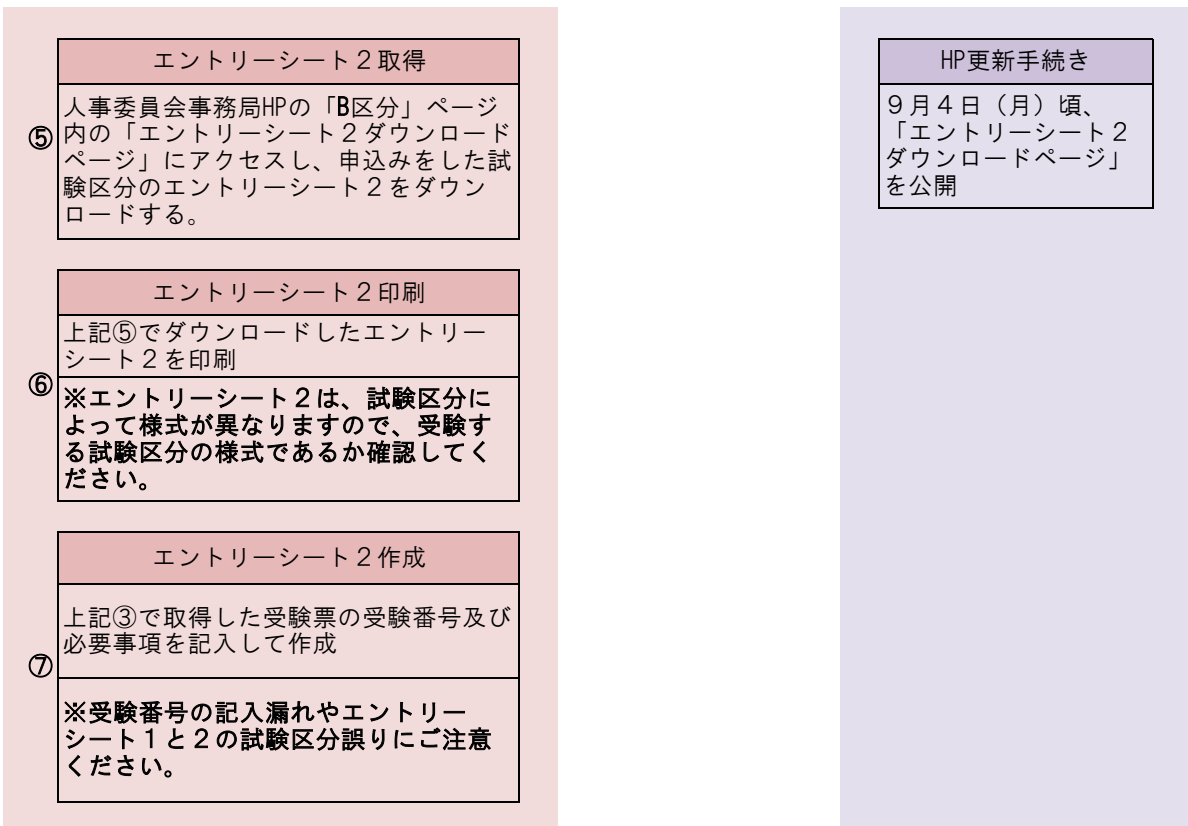 エントリーシート２取得
⑤
人事委員会事務局HPの「B区分」ページ
内の「エントリーシート２ダウンロード
ページ」にアクセスし、申込みをした試
験区分のエントリーシート２をダウン
ロードする。
エントリーシート２印刷
⑥
上記⑤でダウンロードしたエントリー
シート２を印刷
※エントリーシート２は、試験区分に
よって様式が異なりますので、受験す
る試験区分の様式であるか確認してく
ださい。
エントリーシート２作成
⑦
上記③で取得した受験票の受験番号及び
必要事項を記入して作成
※受験番号の記入漏れやエントリー
シート１と２の試験区分誤りにご注意
ください。
HP更新手続き
９月４日（月）頃、
「エントリーシート２
ダウンロードページ」
を公開